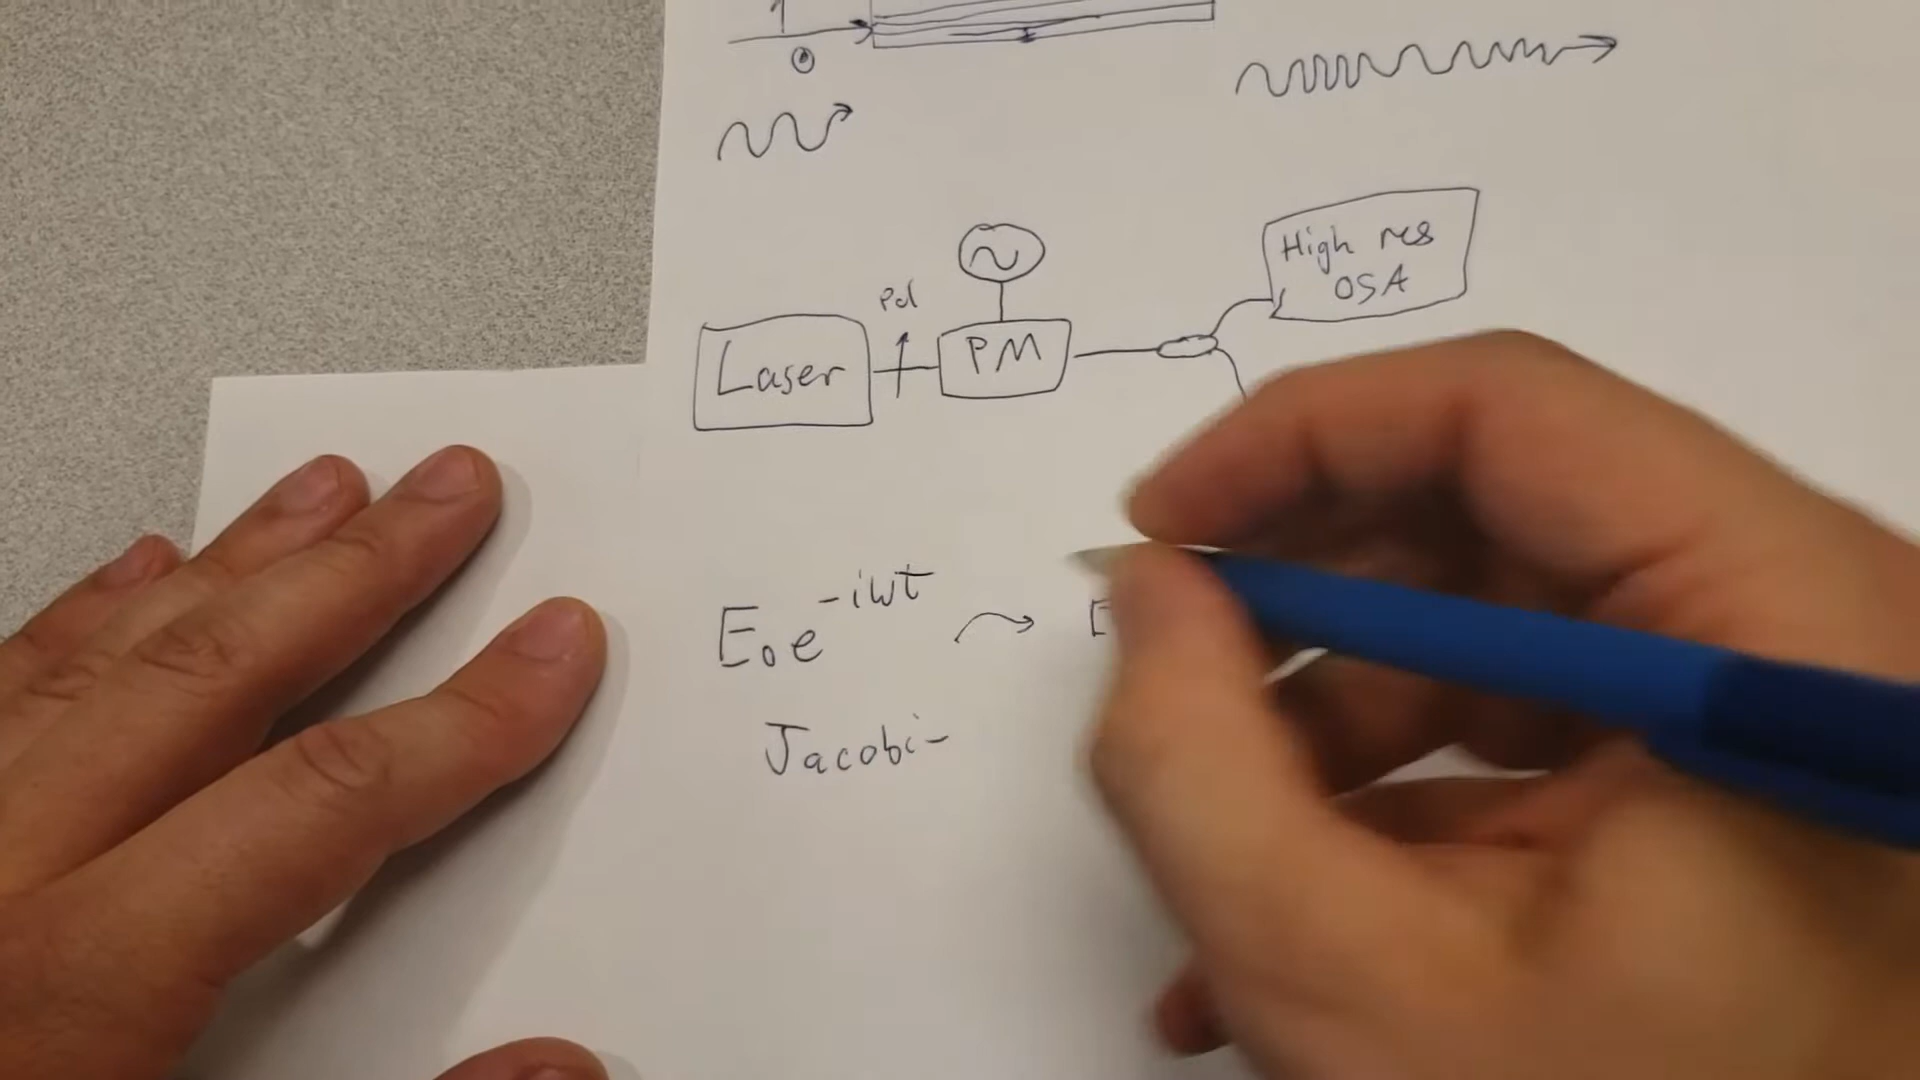 High res
OSA
Pol
Laser
PM
E₀e^-iωt
E
Jacobi-